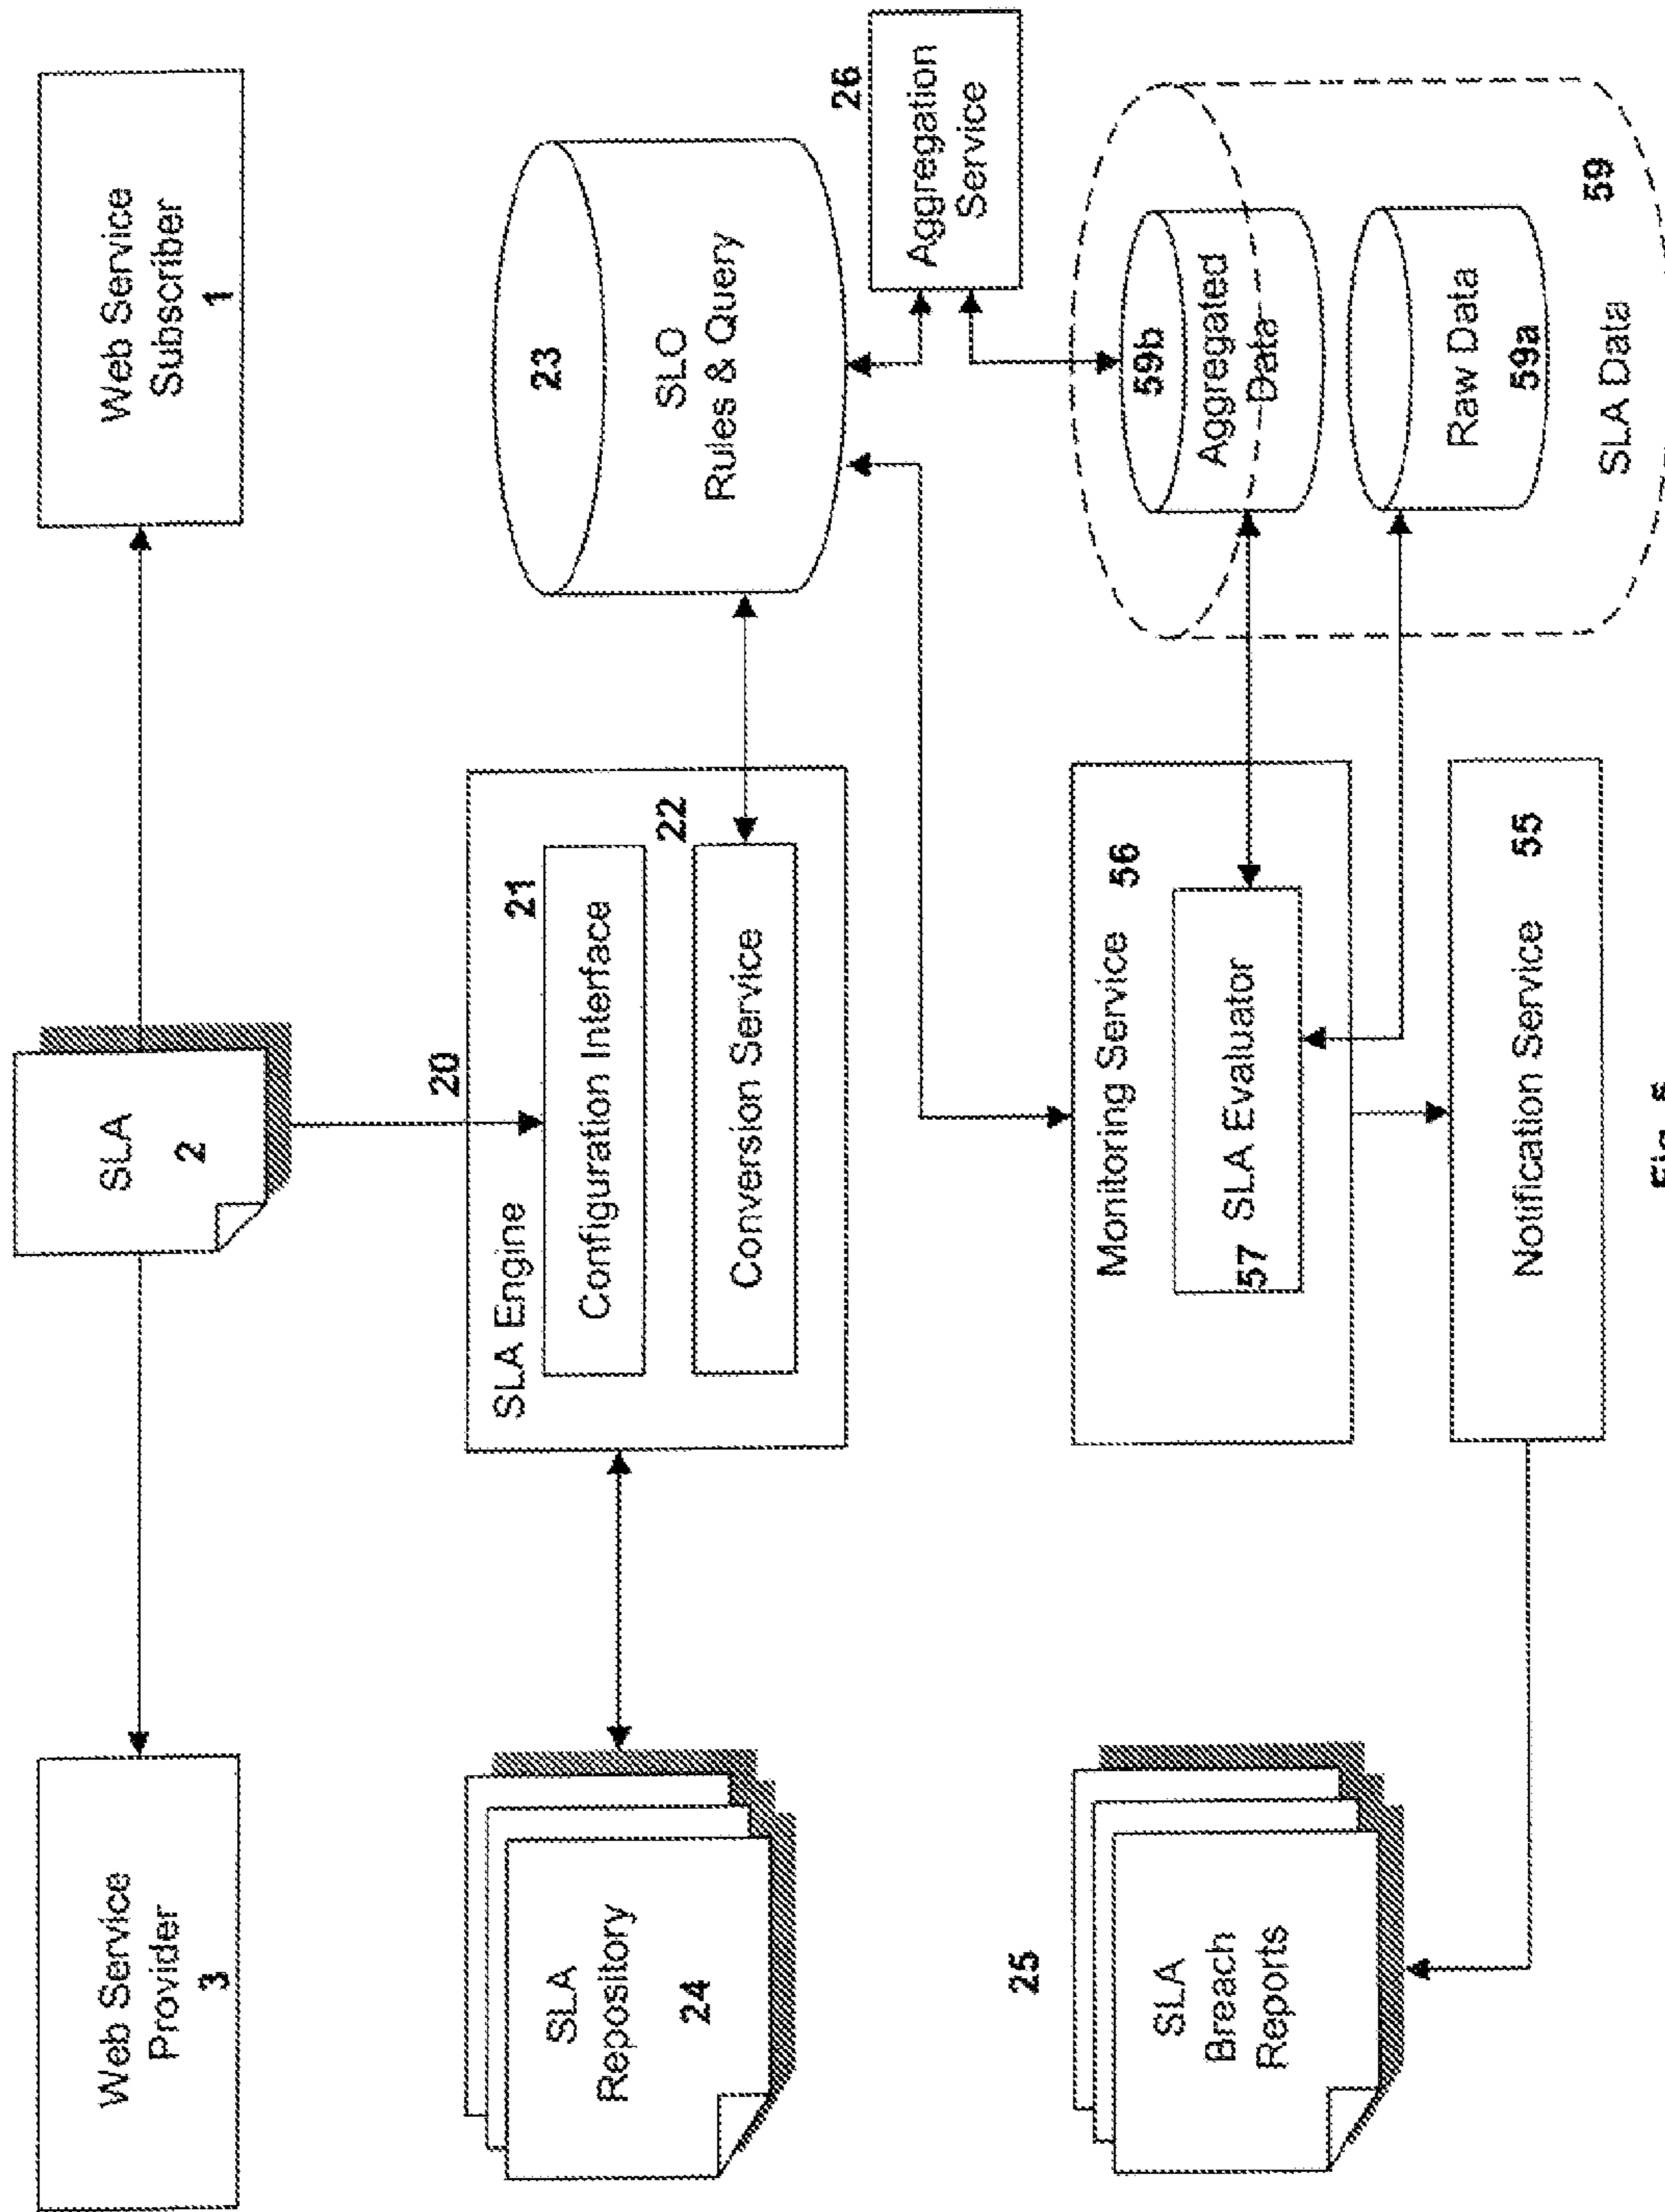 Web Service
Provider
3
SLA
2
Web Service
Subscriber
1
SLA
Repository
24
20
SLA Engine
21
Configuration Interface
22
Conversion Service
23
SLO
Rules & Query
26
Aggregation
Service
25
SLA
Breach
Reports
Monitoring Service 56
57 SLA Evaluator
Notification Service 55
59b
Aggregated
Data
Raw Data
59a
59
SLA Data